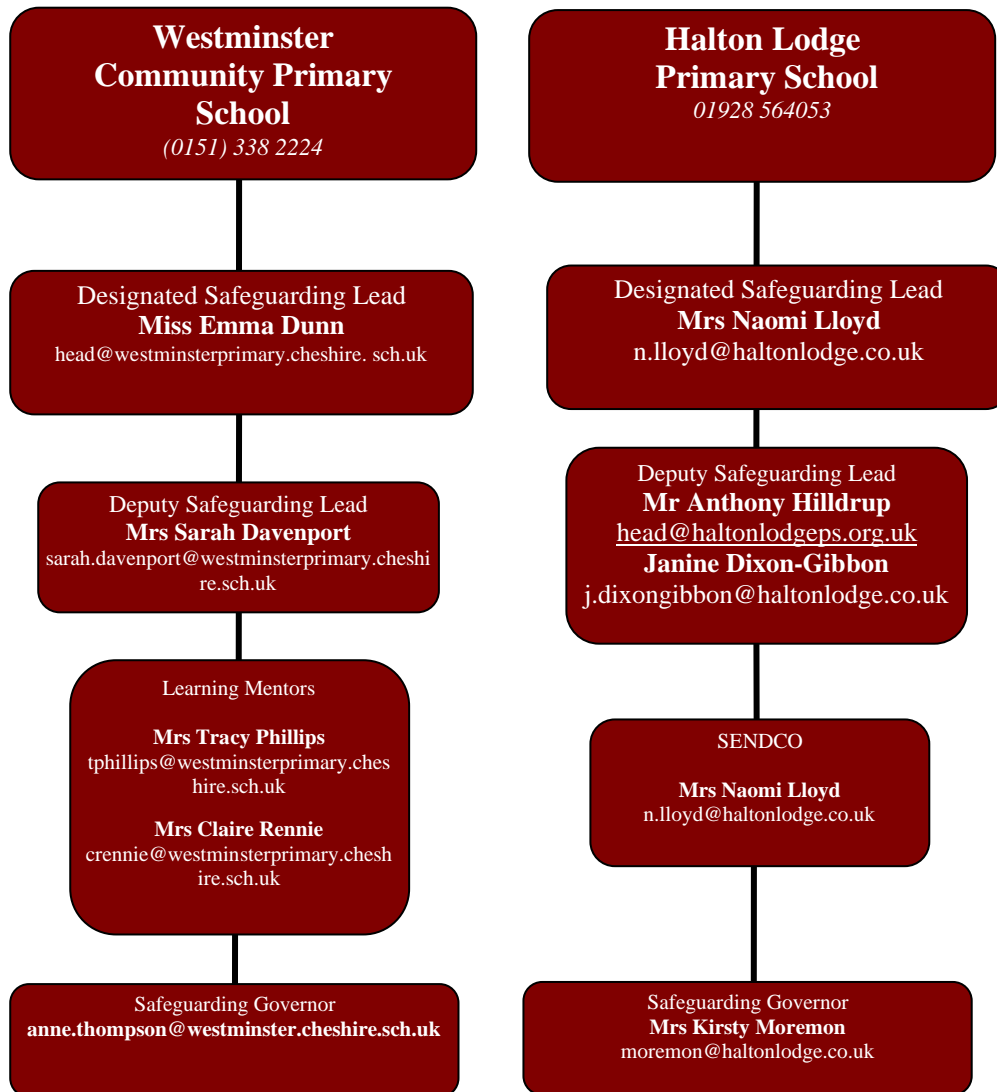 Westminster
Community Primary
School
(0151) 338 2224
Designated Safeguarding Lead
Miss Emma Dunn
head@westminsterprimary.cheshire. sch.uk
Deputy Safeguarding Lead
Mrs Sarah Davenport
sarah.davenport@westminsterprimary.cheshi
re.sch.uk
Learning Mentors
Mrs Tracy Phillips
tphillips@westminsterprimary.ches
hire.sch.uk
Mrs Claire Rennie
crennie@westminsterprimary.chesh
ire.sch.uk
Safeguarding Governor
anne.thompson@westminster.cheshire.sch.uk
Halton Lodge
Primary School
01928 564053
Designated Safeguarding Lead
Mrs Naomi Lloyd
n.lloyd@haltonlodge.co.uk
Deputy Safeguarding Lead
Mr Anthony Hilldrup
head@haltonlodgeps.org.uk
Janine Dixon-Gibbon
j.dixongibbon@haltonlodge.co.uk
SENDCO
Mrs Naomi Lloyd
n.lloyd@haltonlodge.co.uk
Safeguarding Governor
Mrs Kirsty Moremon
moremon@haltonlodge.co.uk